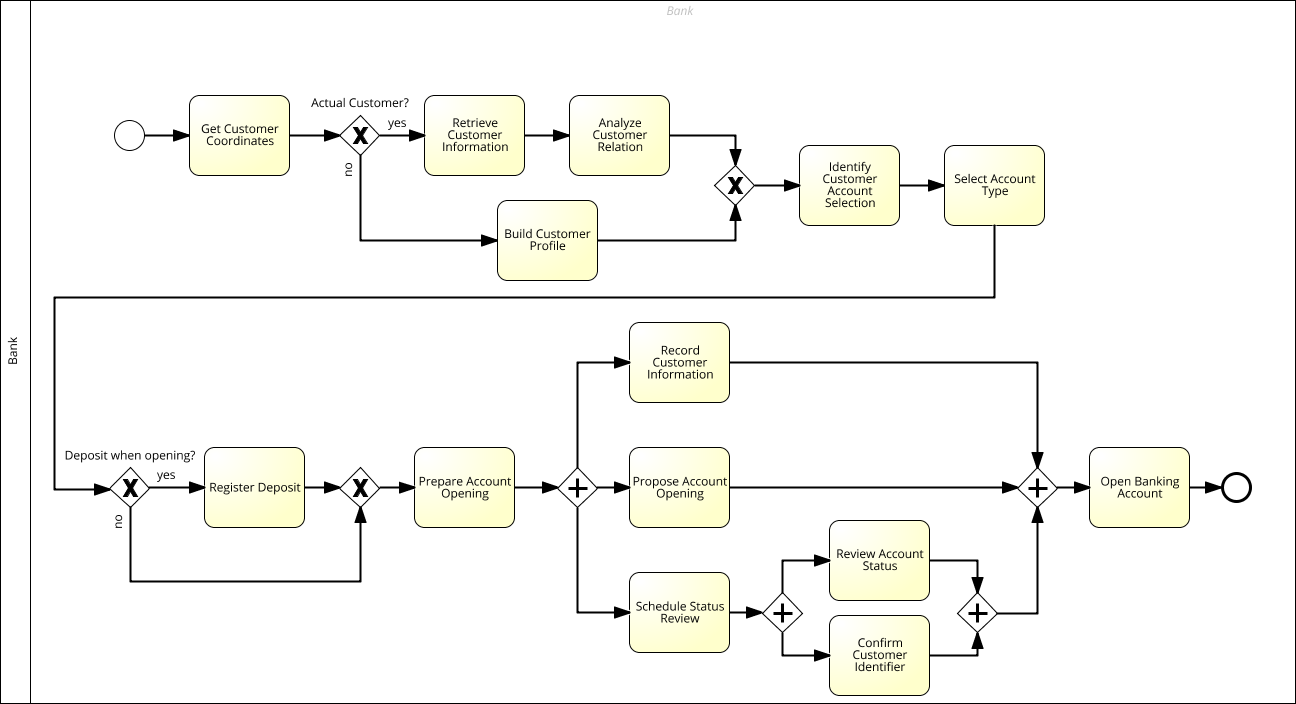 Bank
Bank
Actual Customer?
yes
no
Get Customer
Coordinates
Retrieve
Customer
Information
Analyze
Customer
Relation
Build Customer
Profile
Identify
Customer
Account
Selection
Select Account
Type
Deposit when opening?
yes
no
Register Deposit
Prepare Account
Opening
Record
Customer
Information
Propose Account
Opening
Schedule Status
Review
Review Account
Status
Confirm
Customer
Identifier
Open Banking
Account